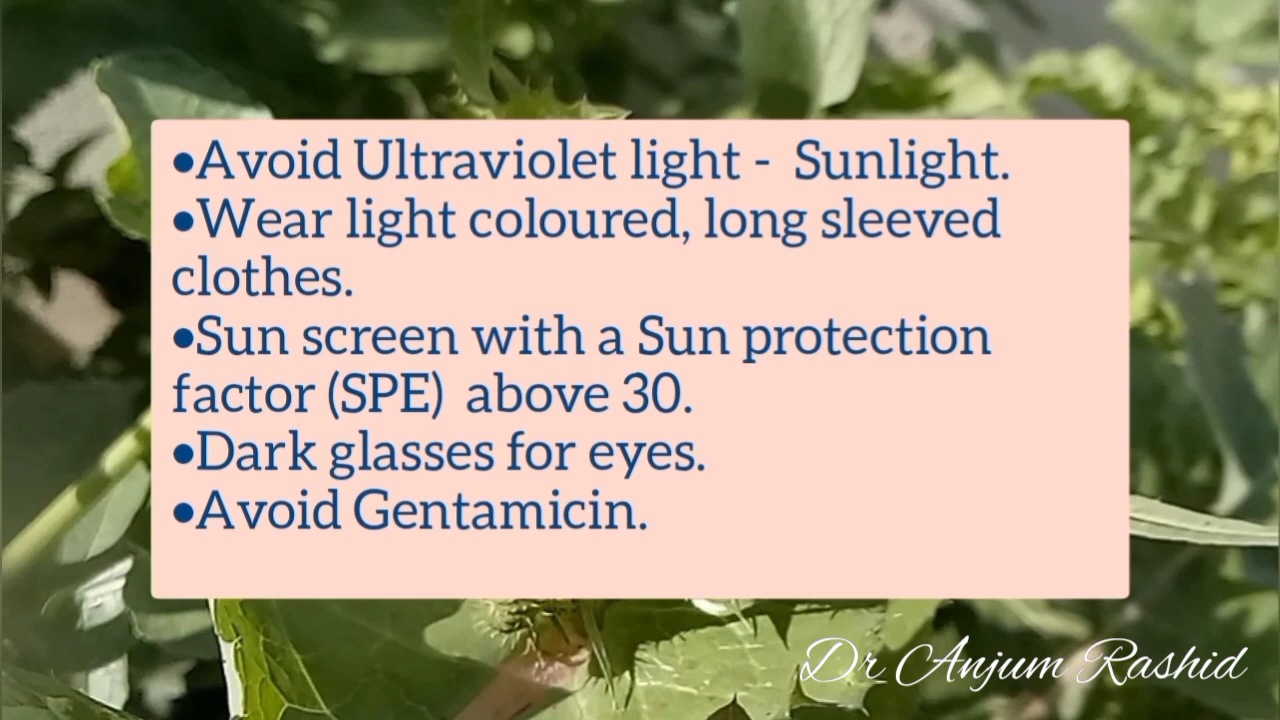 •Avoid Ultraviolet light -  Sunlight.
•Wear light coloured, long sleeved
clothes.
•Sun screen with a Sun protection
factor (SPE)  above 30.
•Dark glasses for eyes.
•Avoid Gentamicin.
Dr Anjum Rashid